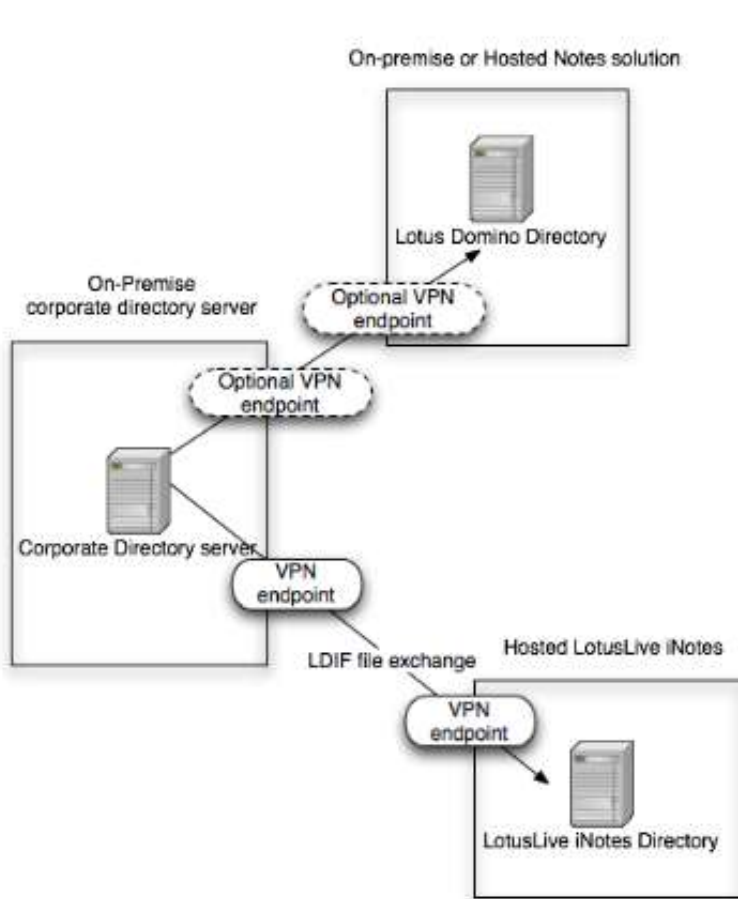 On-premise or Hosted Notes solution
Lotus Domino Directory
On-Premise
corporate directory server
Optional VPN
endpoint
Optional VPN
endpoint
Corporate Directory server
VPN
endpoint
LDIF file exchange
Hosted LotusLive iNotes
VPN
endpoint
LotusLive iNotes Directory